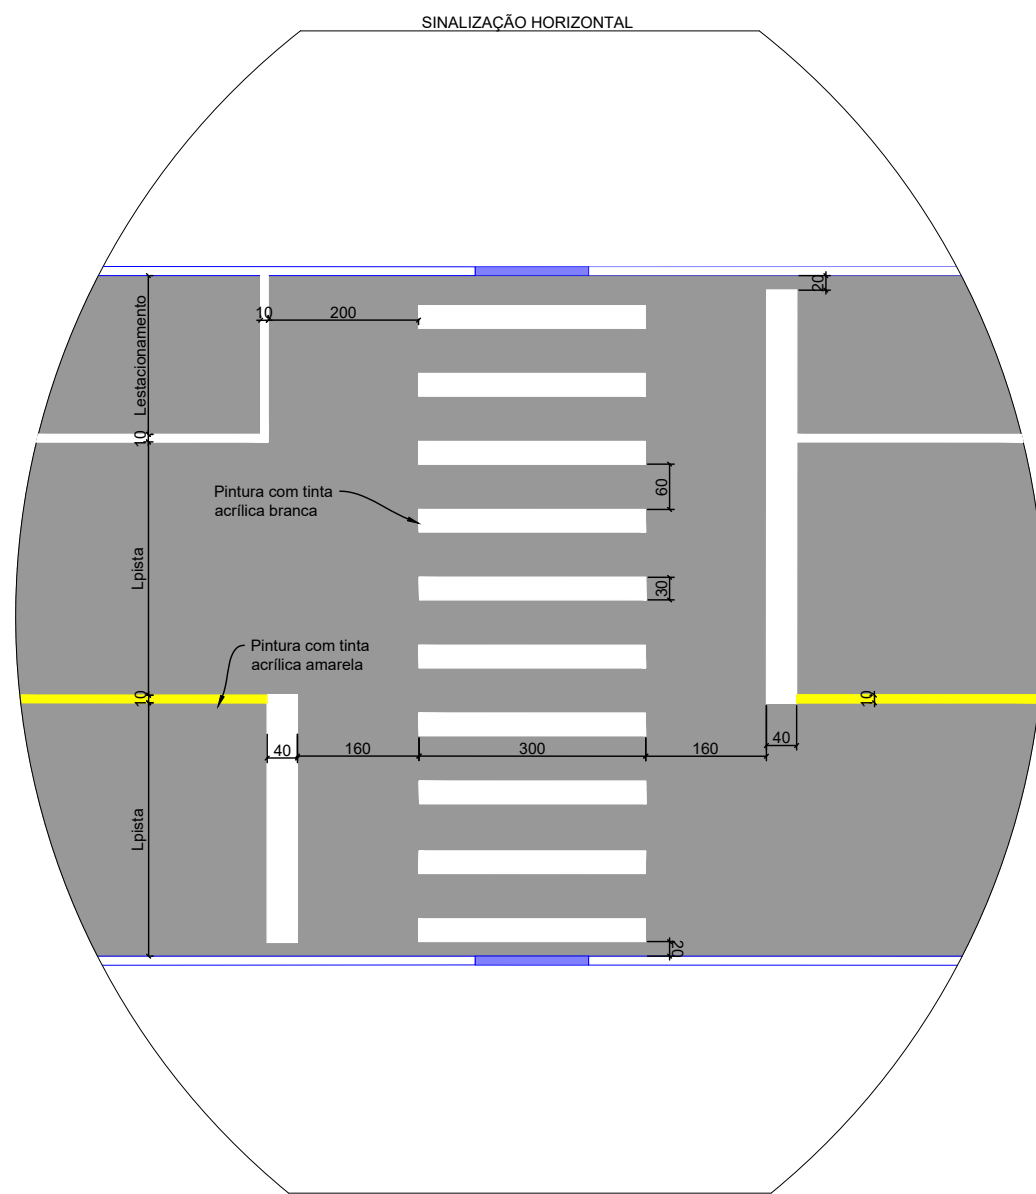 SINALIZAÇÃO HORIZONTAL
20
10
200
Lestacionamento
10
60
Pintura com tinta
acrílica branca
Lpista
30
Pintura com tinta
acrílica amarela
10
10
40
160
300
160
40
Lpista
20